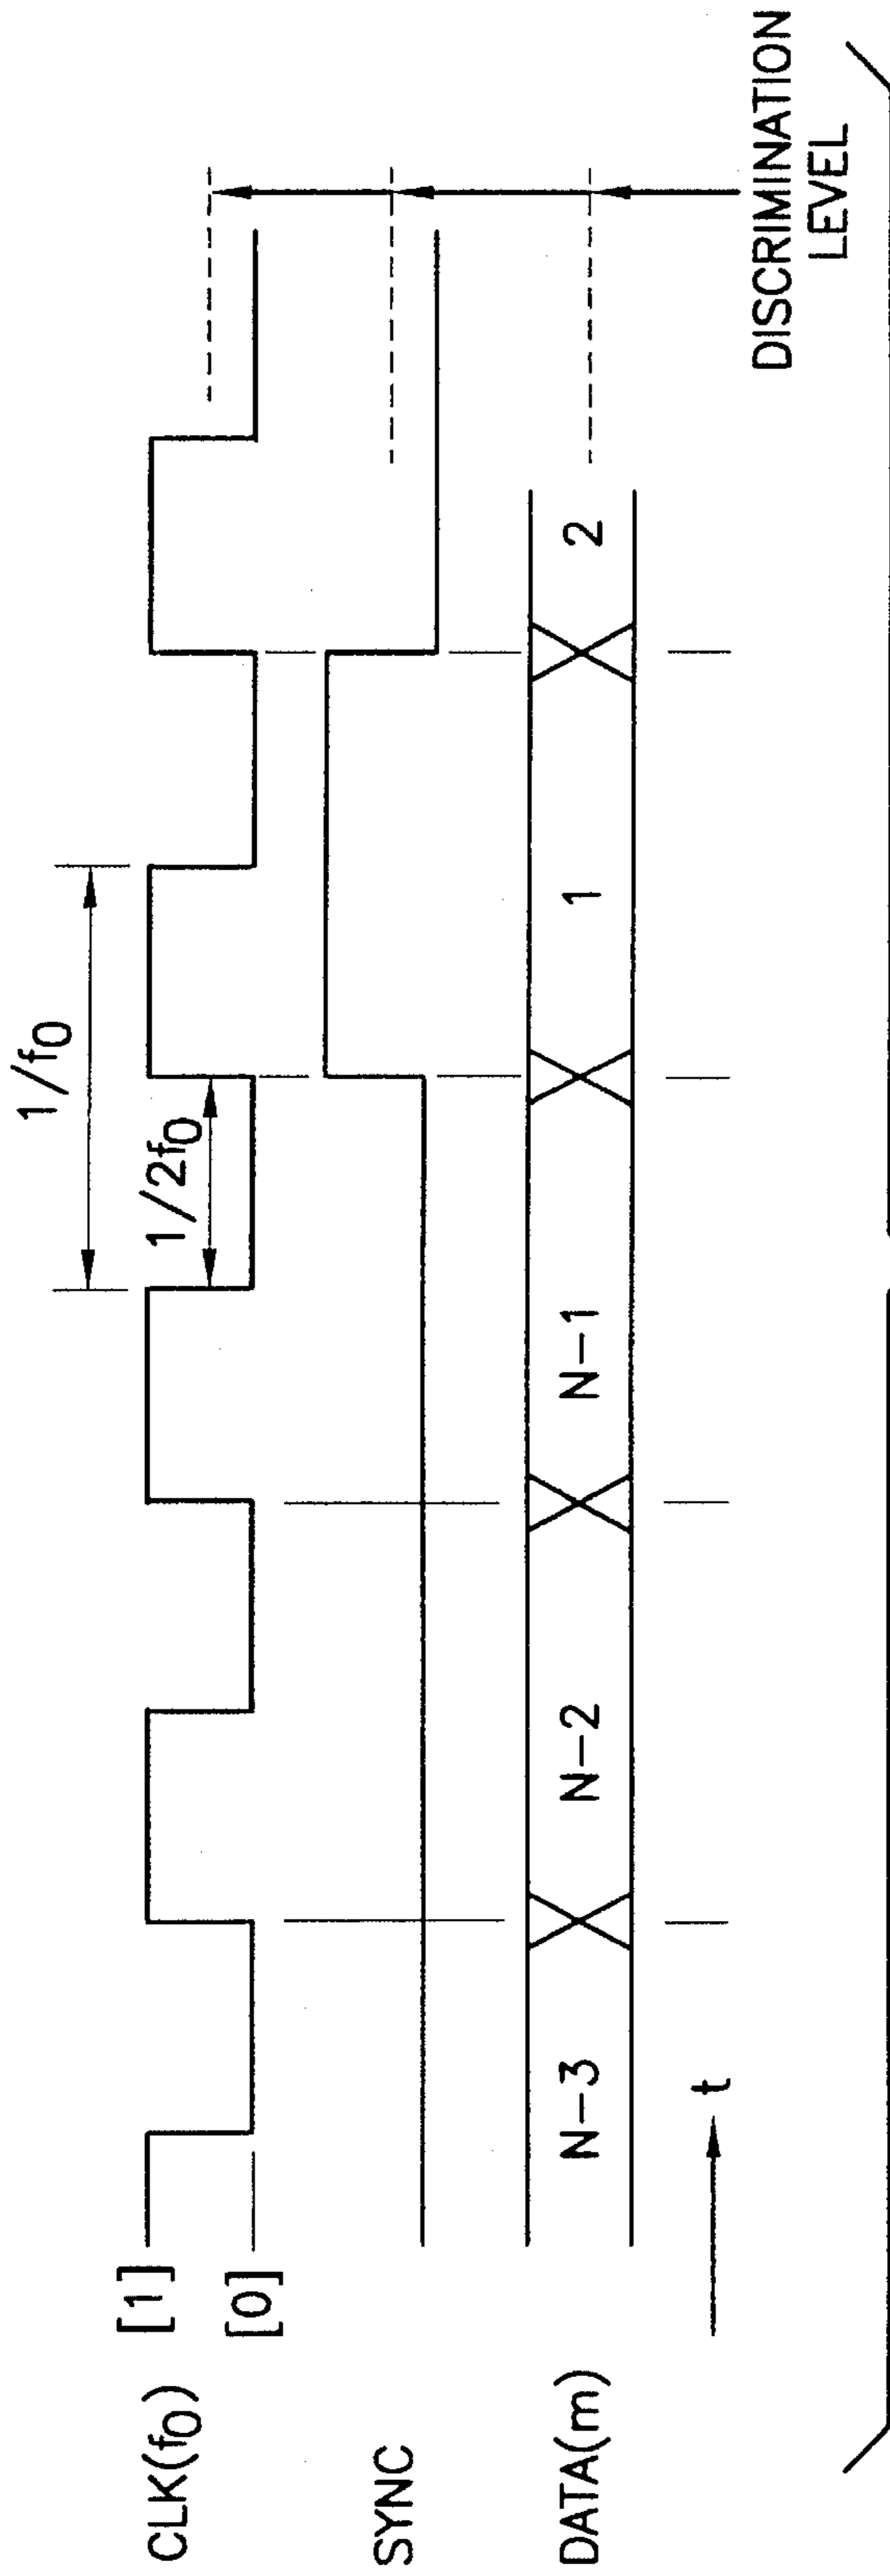 1/f0
1/2f0
CLK(f0)
[1]
[0]
SYNC
DATA(m)
N-3
N-2
N-1
1
2
t
DISCRIMINATION
LEVEL